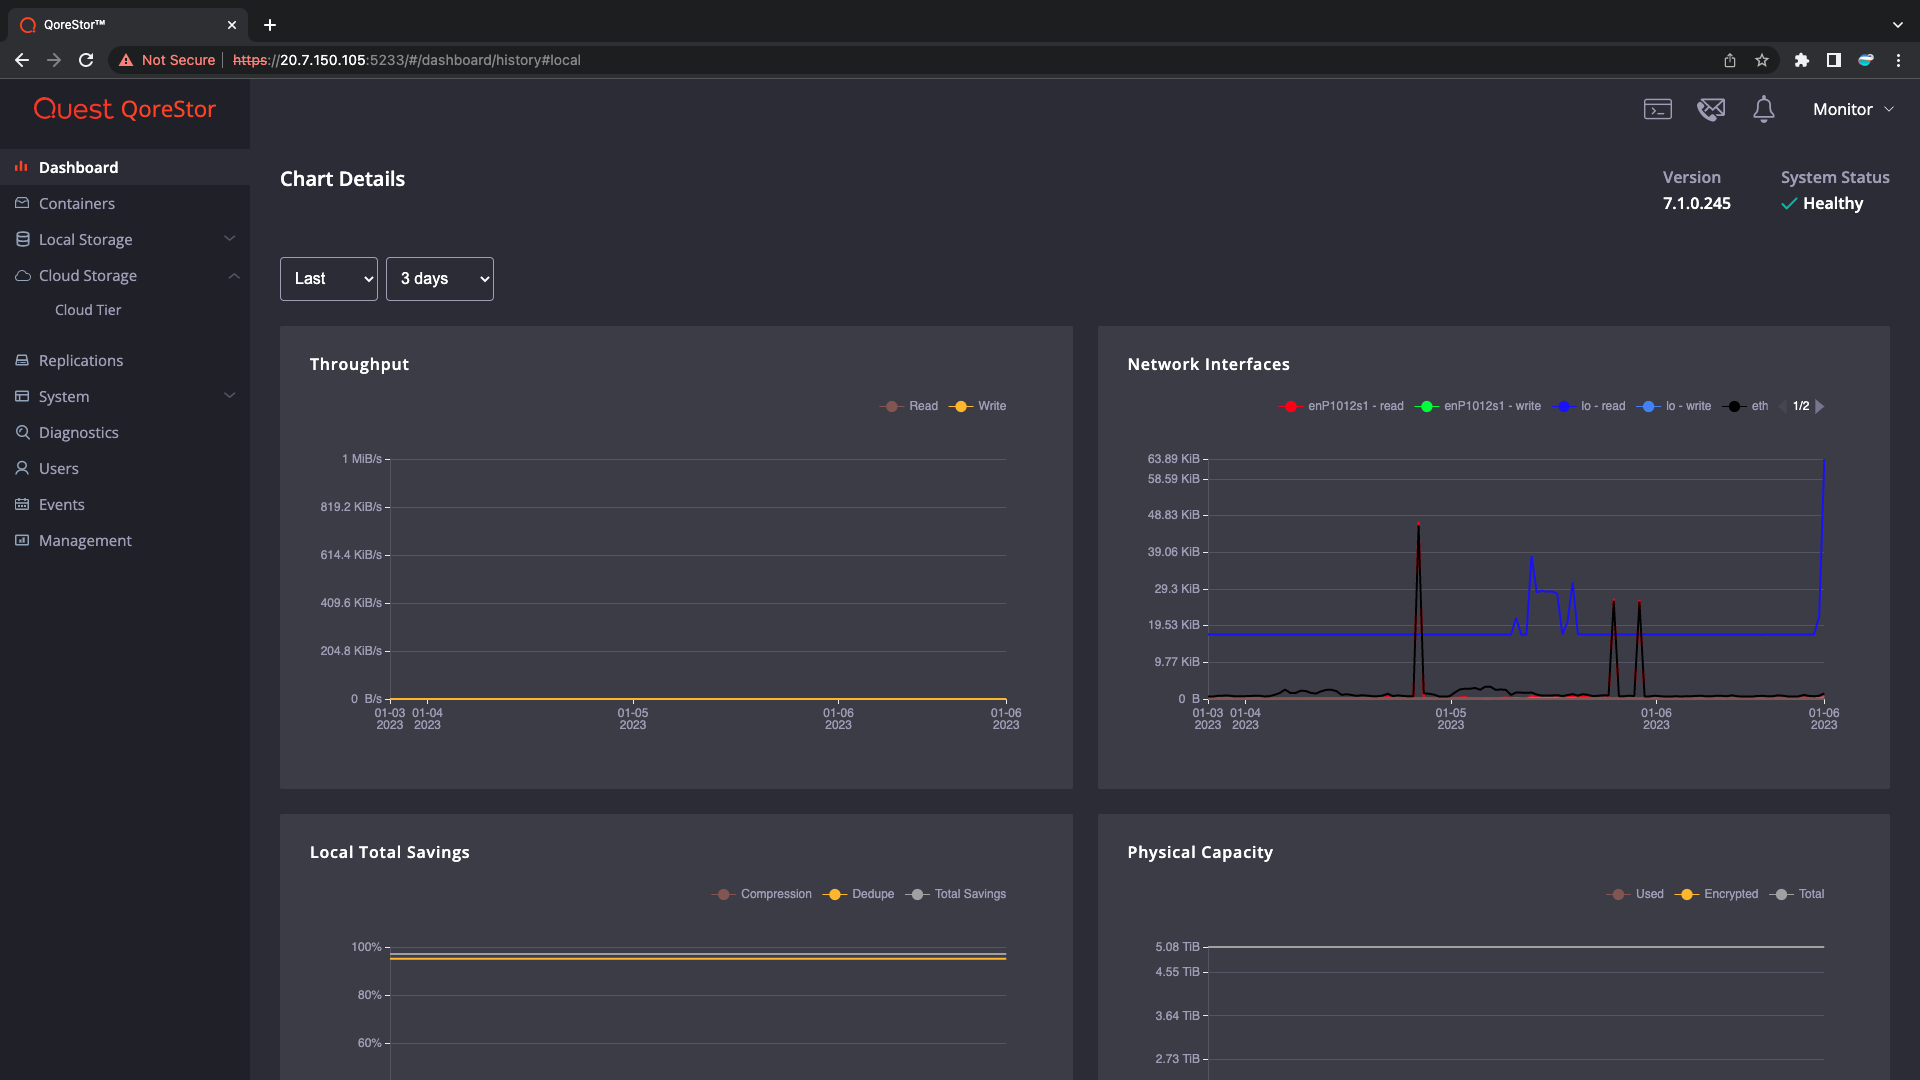 QoreStor™
Not Secure https://20.7.150.105:5233/#/dashboard/history#local
Quest QoreStor
Monitor
Dashboard
Containers
Local Storage
Cloud Storage
Cloud Tier
Replications
System
Diagnostics
Users
Events
Management
Chart Details
Version
7.1.0.245
System Status
Healthy
Last
3 days
Throughput
Read Write
1 MiB/s
819.2 KiB/s
614.4 KiB/s
409.6 KiB/s
204.8 KiB/s
0 B/s
01-03 01-04 01-05 01-06 01-06
2023 2023 2023 2023 2023
Network Interfaces
enP1012s1 - read enP1012s1 - write lo - read lo - write eth 1/2
63.89 KiB
58.59 KiB
48.83 KiB
39.06 KiB
29.3 KiB
19.53 KiB
9.77 KiB
0 B
01-03 01-04 01-05 01-06 01-06
2023 2023 2023 2023 2023
Local Total Savings
Compression Dedupe Total Savings
100%
80%
60%
Physical Capacity
Used Encrypted Total
5.08 TiB
4.55 TiB
3.64 TiB
2.73 TiB